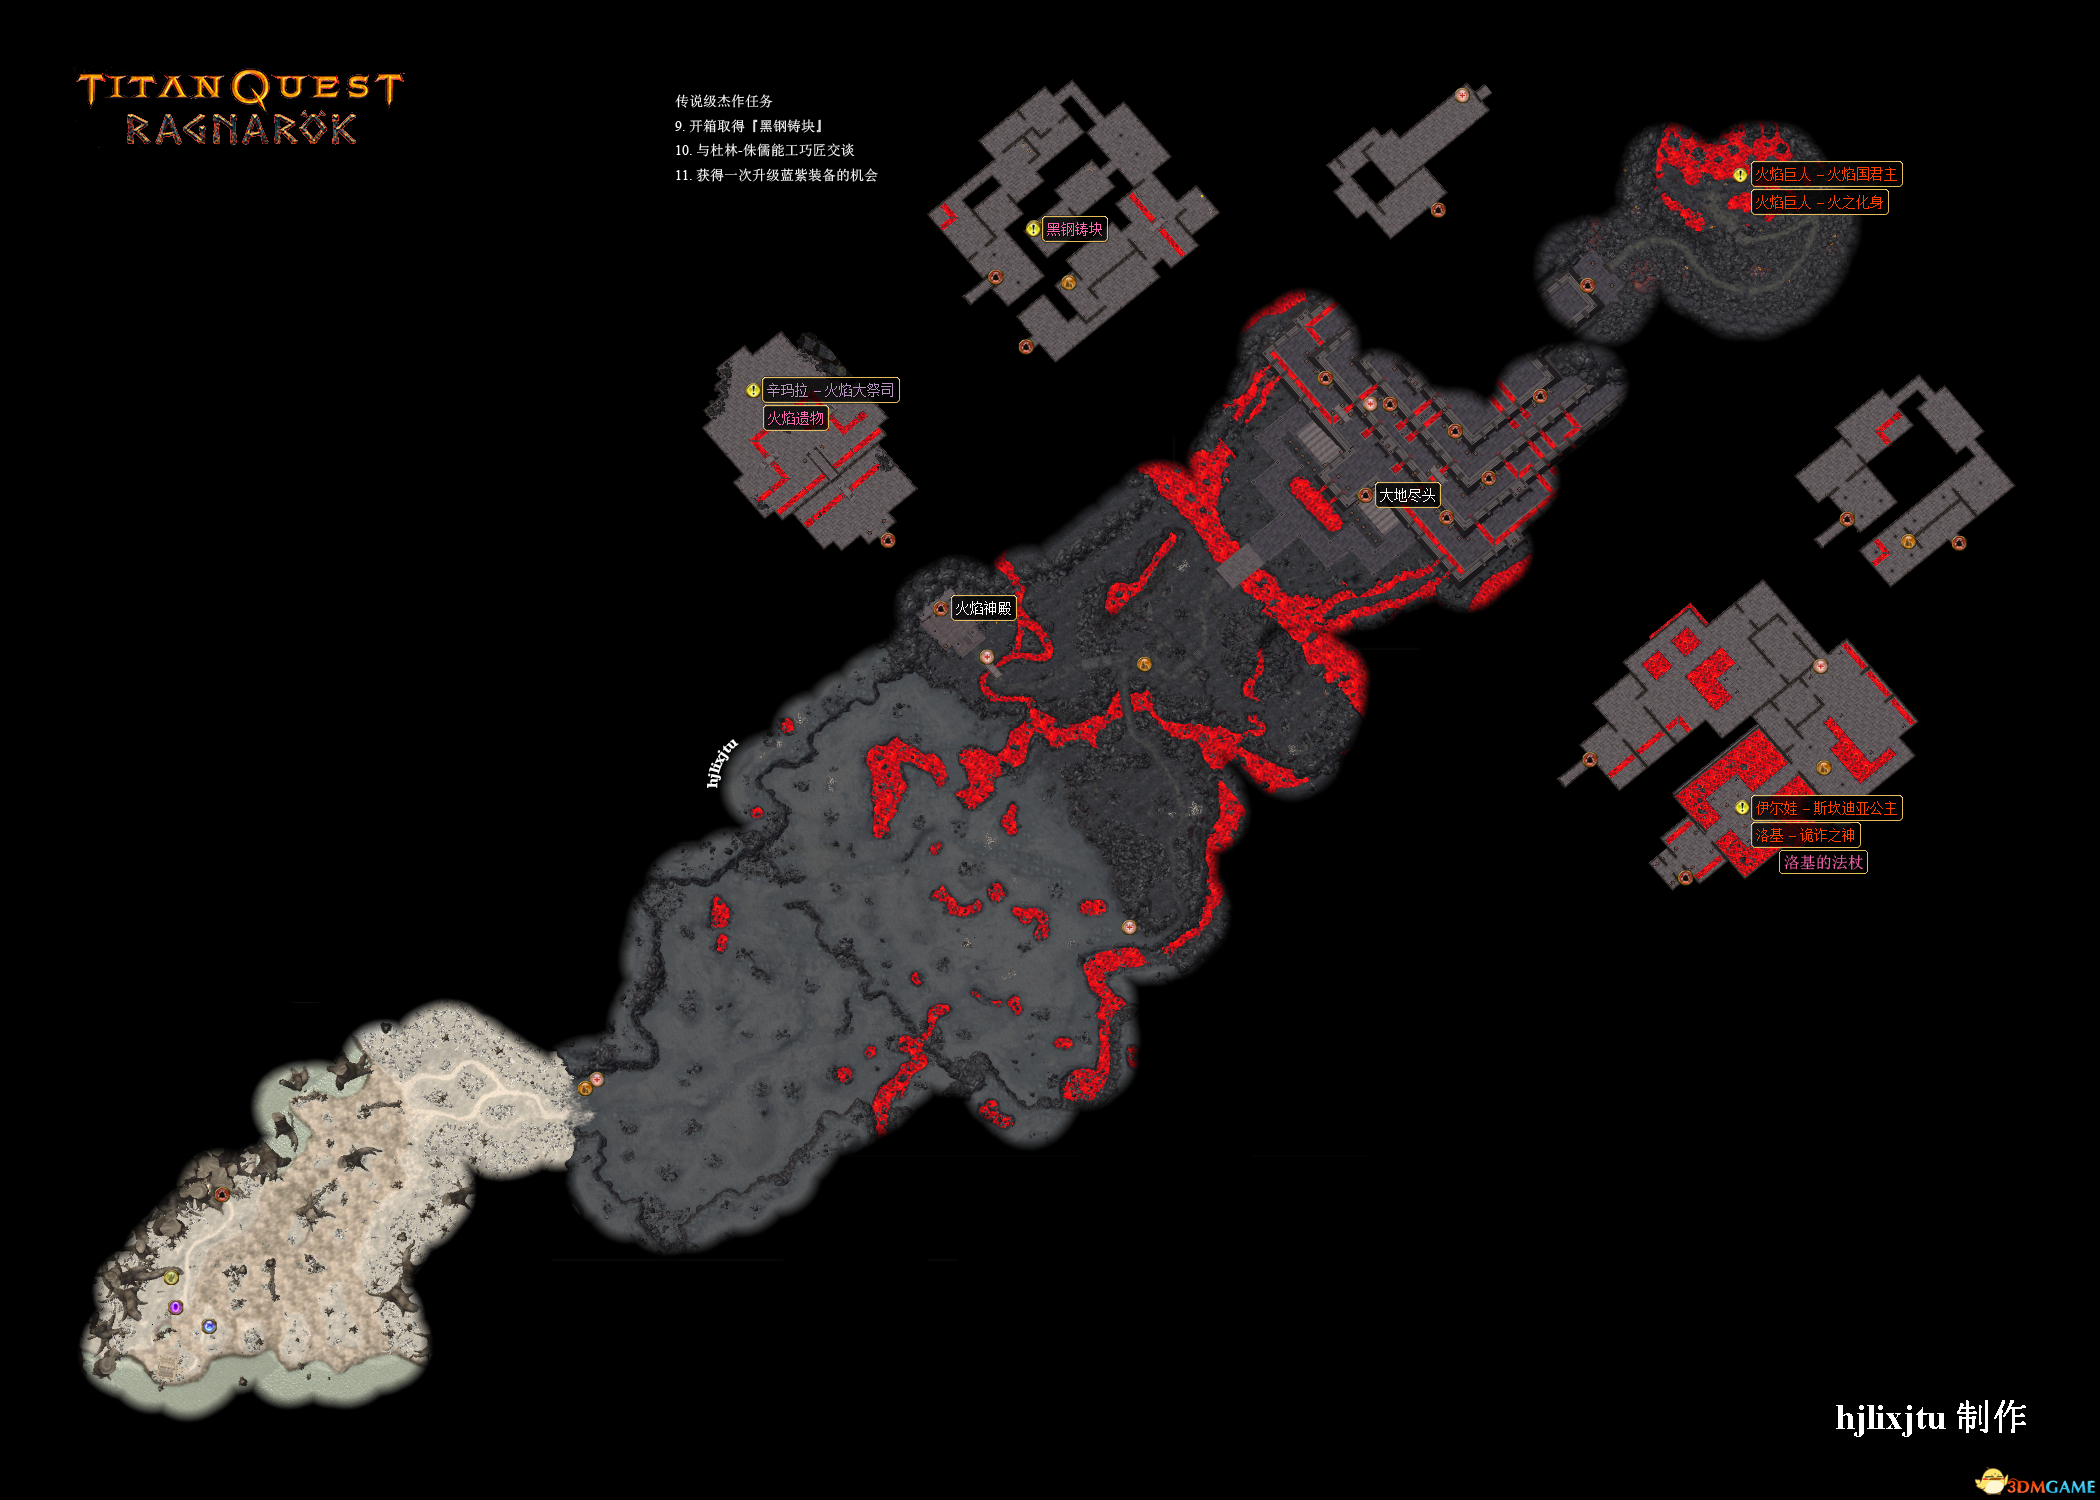 TITAN QUEST
RAGNARÖK
传说级杰作任务
9. 开箱取得『黑钢铸块』
10. 与杜林-侏儒能工巧匠交谈
11. 获得一次升级蓝紫装备的机会
火焰巨人 – 火焰国君主
火焰巨人 – 火之化身
黑钢铸块
辛玛拉 – 火焰大祭司
火焰遗物
大地尽头
火焰神殿
hjlixjtu
伊尔娃 – 斯坎迪亚公主
洛基 – 诡诈之神
洛基的法杖
hjlixjtu 制作
3DMGAME